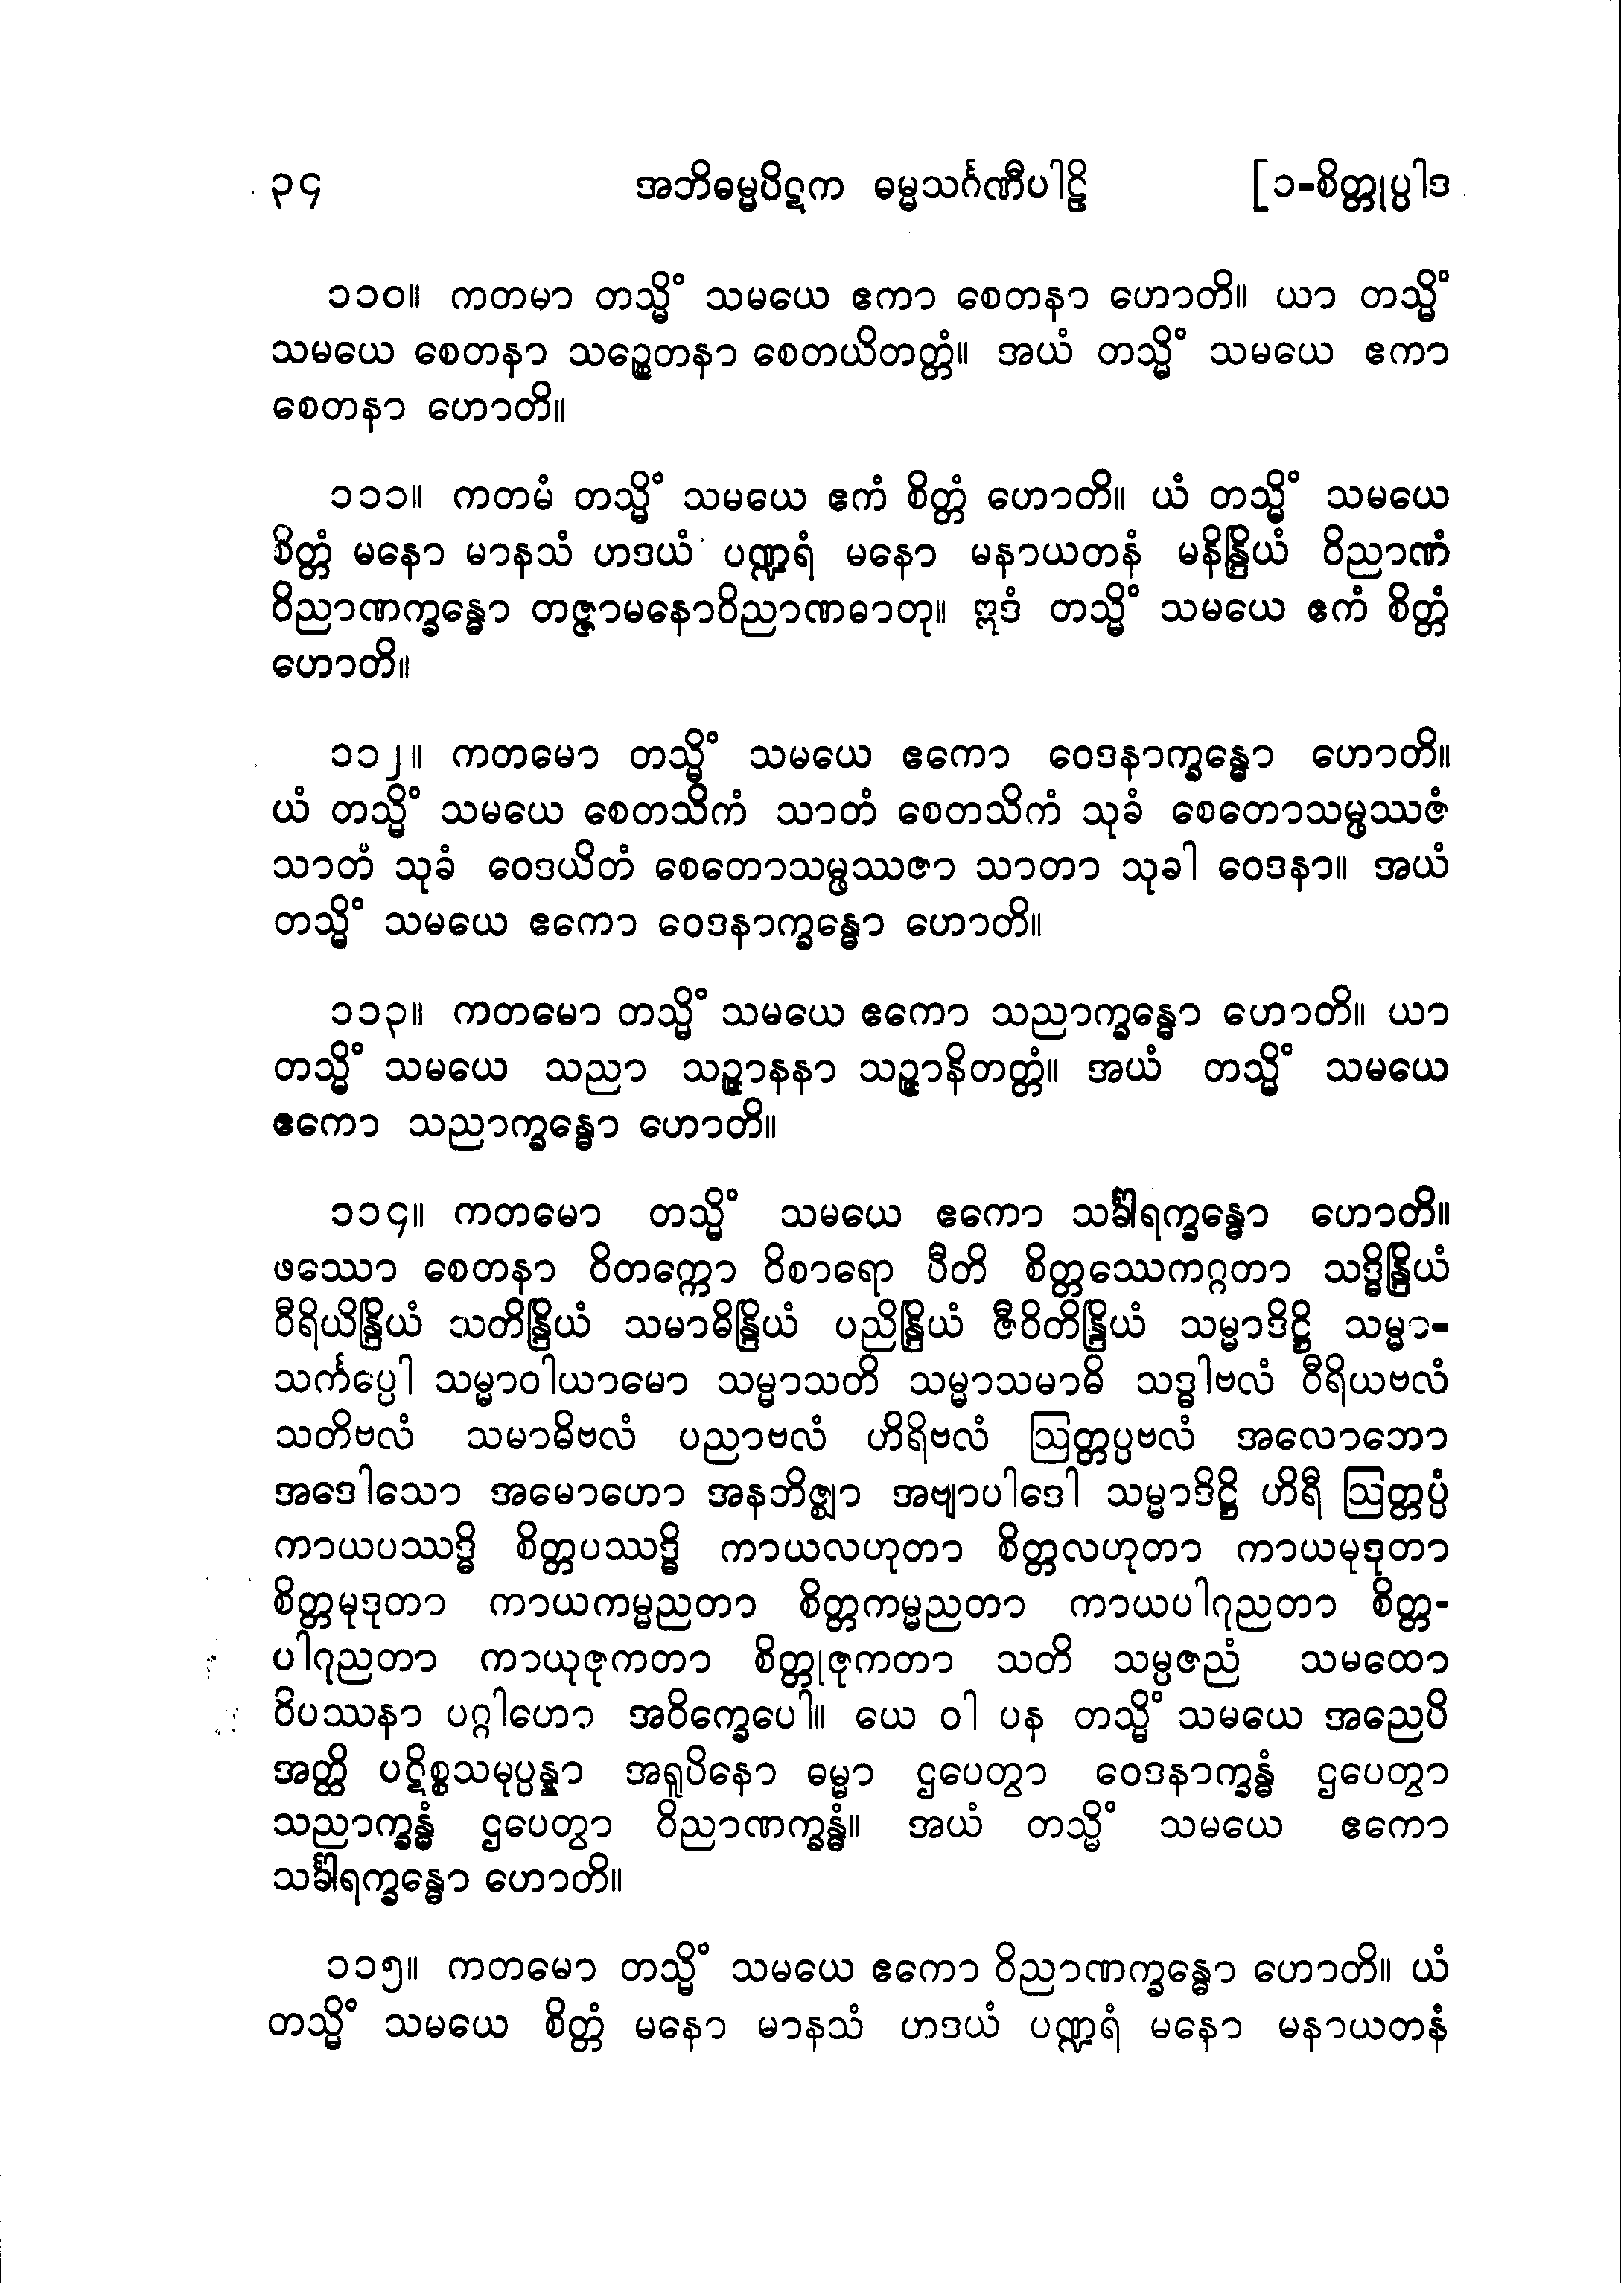 ၃၄ အဘိဓမ္မပိဋက ဓမ္မသင်္ဂဏီပါဠိ [၁-စိတ္တုပ္ပါဒ
၁၁၀။ ကတမာ တသ္မိံ သမယေ ဧကာ စေတနာ ဟောတိ။ ယာ တသ္မိံ
သမယေ စေတနာ သဉ္စေတနာ စေတယိတတ္တံ။ အယံ တသ္မိံ သမယေ ဧကာ
စေတနာ ဟောတိ။
၁၁၁။ ကတမံ တသ္မိံ သမယေ ဧကံ စိတ္တံ ဟောတိ။ ယံ တသ္မိံ သမယေ
စိတ္တံ မနော မာနသံ ဟဒယံ ပဏ္ဍရံ မနော မနာယတနံ မနိန္ဒြိယံ ဝိညာဏံ
ဝိညာဏက္ခန္ဓော တဇ္ဇာမနောဝိညာဏဓာတု။ ဣဒံ တသ္မိံ သမယေ ဧကံ စိတ္တံ
ဟောတိ။
၁၁၂။ ကတမော တသ္မိံ သမယေ ဧကော ဝေဒနာက္ခန္ဓော ဟောတိ။
ယံ တသ္မိံ သမယေ စေတသိကံ သာတံ စေတသိကံ သုခံ စေတောသမ္ဖဿဇံ
သာတံ သုခံ ဝေဒယိတံ စေတောသမ္ဖဿဇာ သာတာ သုခါ ဝေဒနာ။ အယံ
တသ္မိံ သမယေ ဧကော ဝေဒနာက္ခန္ဓော ဟောတိ။
၁၁၃။ ကတမော တသ္မိံ သမယေ ဧကော သညာက္ခန္ဓော ဟောတိ။ ယာ
တသ္မိံ သမယေ သညာ သဉ္ဇာနနာ သဉ္ဇာနိတတ္တံ။ အယံ တသ္မိံ သမယေ
ဧကော သညာက္ခန္ဓော ဟောတိ။
၁၁၄။ ကတမော တသ္မိံ သမယေ ဧကော သင်္ခါရက္ခန္ဓော ဟောတိ။
ဖဿော စေတနာ ဝိတက္ကော ဝိစာရော ပီတိ စိတ္တဿေကဂ္ဂတာ သဒ္ဓိန္ဒြိယံ
ဝီရိယိန္ဒြိယံ သတိန္ဒြိယံ သမာဓိန္ဒြိယံ ပညိန္ဒြိယံ ဇီဝိတိန္ဒြိယံ သမ္မာဒိဋ္ဌိ သမ္မာ-
သင်္ကပ္ပေါ သမ္မာဝါယာမော သမ္မာသတိ သမ္မာသမာဓိ သဒ္ဓါဗလံ ဝီရိယဗလံ
သတိဗလံ သမာဓိဗလံ ပညာဗလံ ဟိရိဗလံ ဩတ္တပ္ပဗလံ အလောဘော
အဒေါသော အမောဟော အနဘိဇ္ဈာ အဗျာပါဒေါ သမ္မာဒိဋ္ဌိ ဟိရီ ဩတ္တပ္ပံ
ကာယပဿဒ္ဓိ စိတ္တပဿဒ္ဓိ ကာယလဟုတာ စိတ္တလဟုတာ ကာယမုဒုတာ
စိတ္တမုဒုတာ ကာယကမ္မညတာ စိတ္တကမ္မညတာ ကာယပါဂုညတာ စိတ္တ-
ပါဂုညတာ ကာယုဇုကတာ စိတ္တုဇုကတာ သတိ သမ္ပဇညံ သမထော
ဝိပဿနာ ပဂ္ဂါဟော အဝိက္ခေပေါ။ ယေ ဝါ ပန တသ္မိံ သမယေ အညေပိ
အတ္ထိ ပဋိစ္စသမုပ္ပန္နာ အရူပိနော ဓမ္မာ ဌပေတွာ ဝေဒနာက္ခန္ဓံ ဌပေတွာ
သညာက္ခန္ဓံ ဌပေတွာ ဝိညာဏက္ခန္ဓံ။ အယံ တသ္မိံ သမယေ ဧကော
သင်္ခါရက္ခန္ဓော ဟောတိ။
၁၁၅။ ကတမော တသ္မိံ သမယေ ဧကော ဝိညာဏက္ခန္ဓော ဟောတိ။ ယံ
တသ္မိံ သမယေ စိတ္တံ မနော မာနသံ ဟဒယံ ပဏ္ဍရံ မနော မနာယတနံ